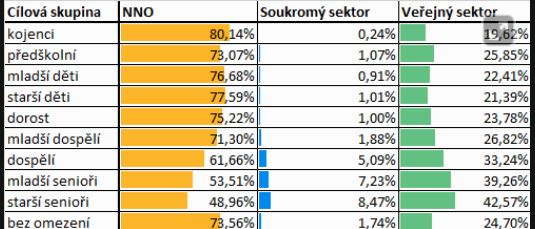 Cílová skupina NNO Soukromý sektor Veřejný sektor
kojenci 80,14% 0,24% 19,62%
předškolní 73,07% 1,07% 25,85%
mladší děti 76,68% 0,91% 22,41%
starší děti 77,59% 1,01% 21,39%
dorost 75,22% 1,00% 23,78%
mladší dospělí 71,30% 1,88% 26,82%
dospělí 61,66% 5,09% 33,24%
mladší senioři 53,51% 7,23% 39,26%
starší senioři 48,96% 8,47% 42,57%
bez omezení 73,56% 1,74% 24,70%